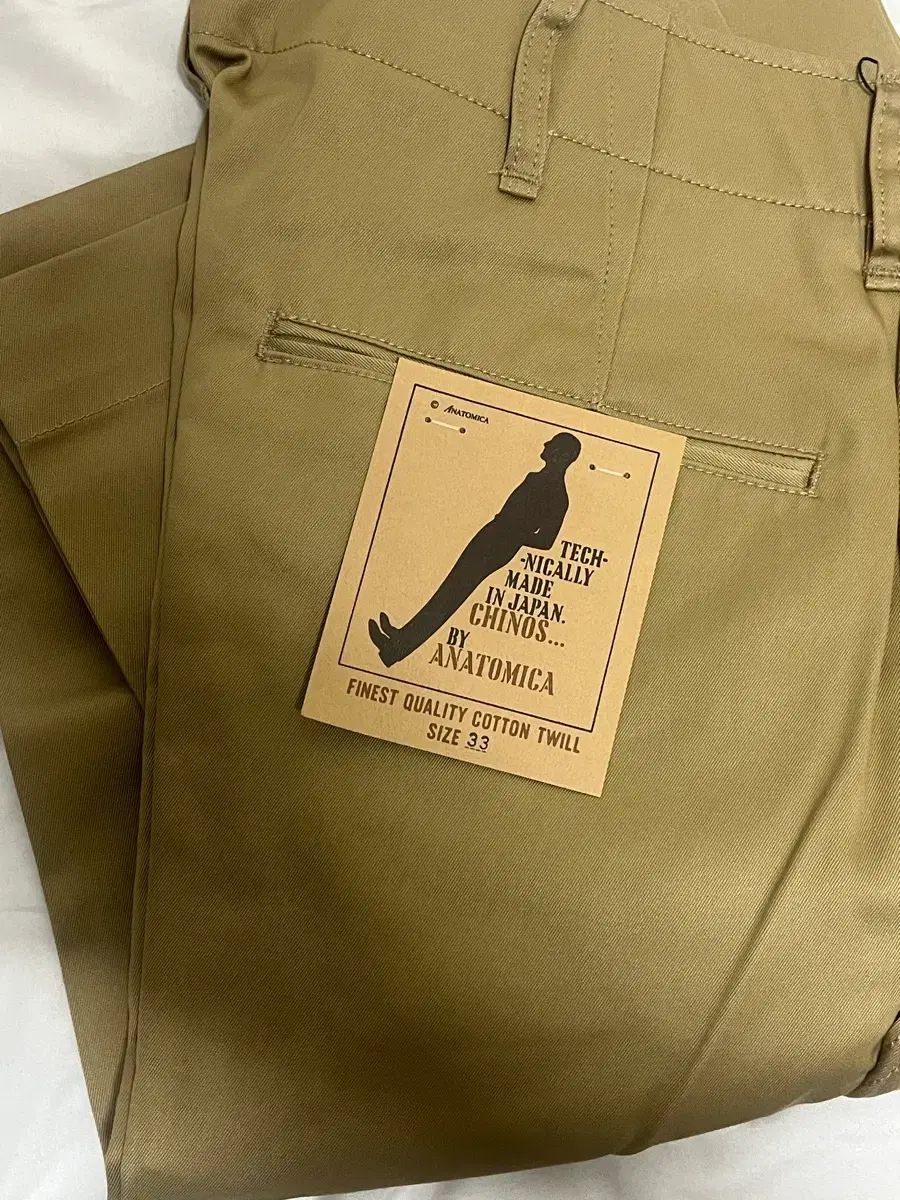 © ANATOMICA
TECH-
-NICALLY
MADE
IN JAPAN.
CHINOS...
BY
ANATOMICA
FINEST QUALITY COTTON TWILL
SIZE 33